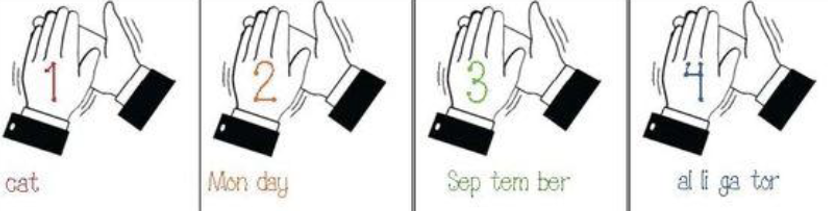 1
2
3
4
cat
Mon day
Sep tem ber
al li ga tor